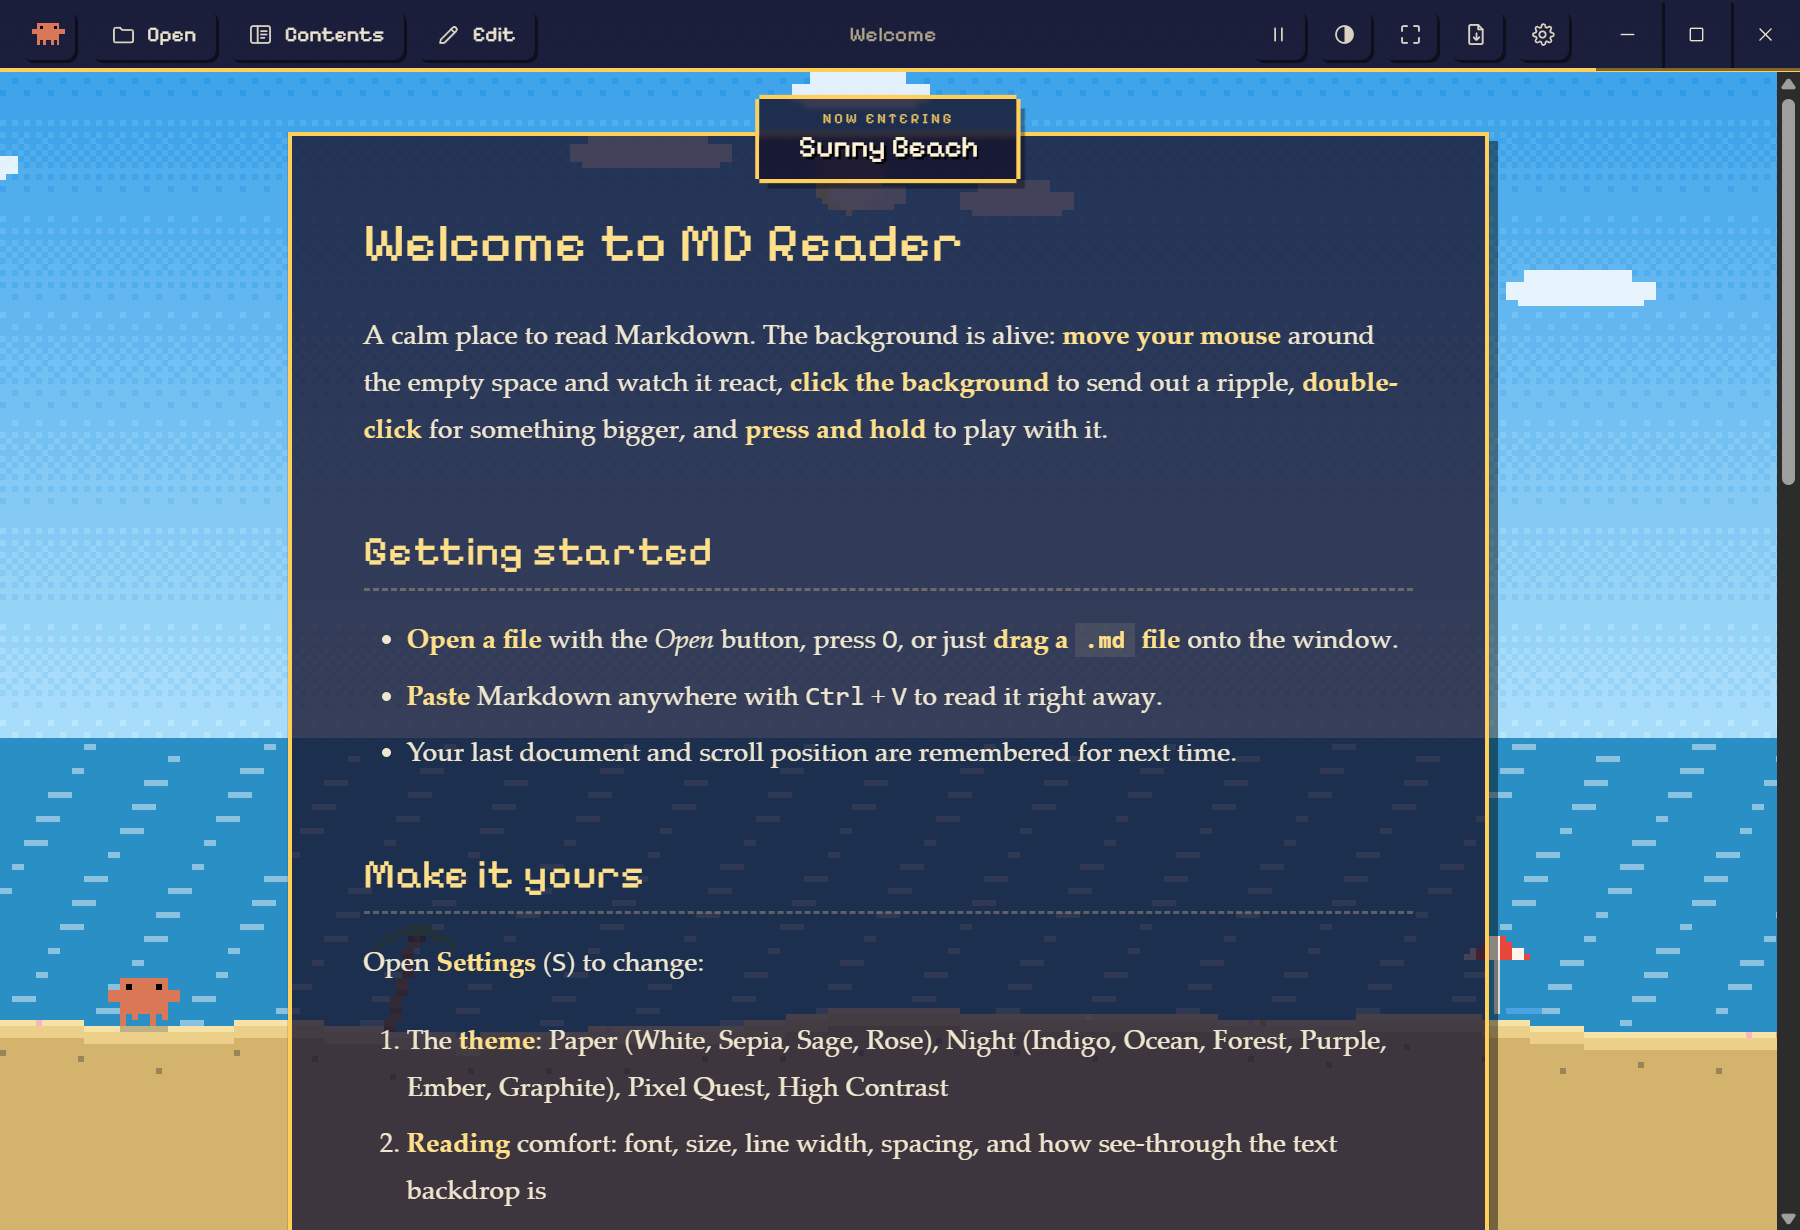 Open
Contents
Edit
Welcome
NOW ENTERING
Sunny Beach
Welcome to MD Reader
A calm place to read Markdown. The background is alive: move your mouse around
the empty space and watch it react, click the background to send out a ripple, double-
click for something bigger, and press and hold to play with it.
Getting started
• Open a file with the Open button, press O, or just drag a .md file onto the window.
• Paste Markdown anywhere with Ctrl + V to read it right away.
• Your last document and scroll position are remembered for next time.
Make it yours
Open Settings (S) to change:
1. The theme: Paper (White, Sepia, Sage, Rose), Night (Indigo, Ocean, Forest, Purple,
Ember, Graphite), Pixel Quest, High Contrast
2. Reading comfort: font, size, line width, spacing, and how see-through the text
backdrop is